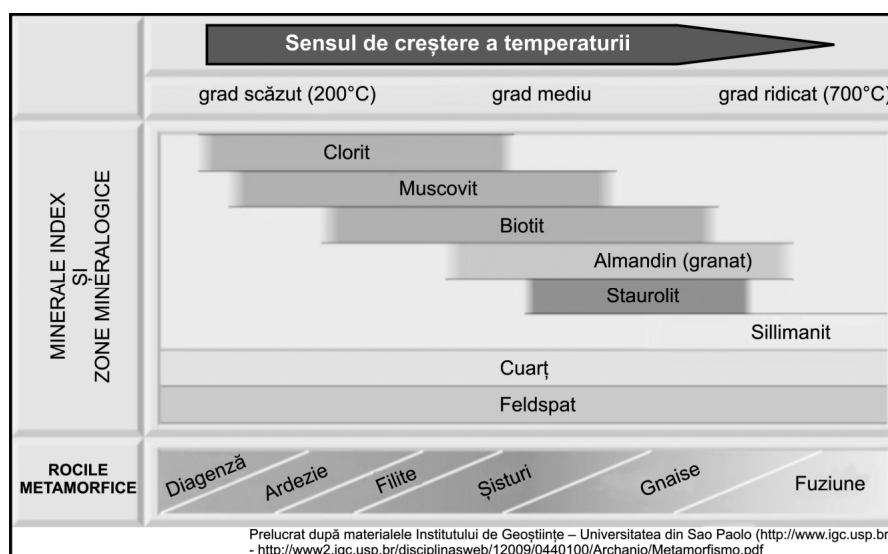 Sensul de creștere a temperaturii
grad scăzut (200°C) grad mediu grad ridicat (700°C)
MINERALE INDEX
ȘI
ZONE MINERALOGICE
Clorit
Muscovit
Biotit
Almandin (granat)
Staurolit
Sillimanit
Cuarț
Feldspat
ROCILE
METAMORFICE
Diageneză Ardezie Filite Șisturi Gnaise Fuziune
Prelucrat după materialele Institutului de Geoștiințe – Universitatea din Sao Paolo (http://www.igc.usp.br
- http://www2.igc.usp.br/disciplinasweb/12009/0440100/Archanjo/Metamorfismo.pdf